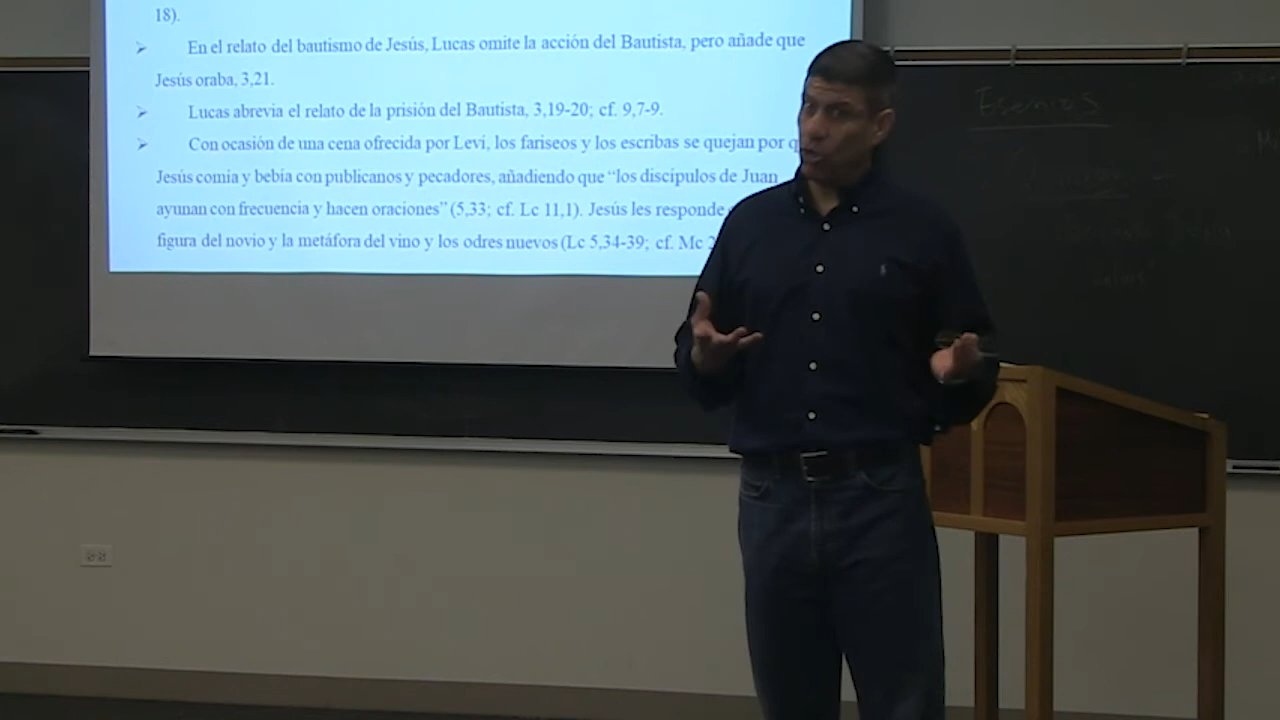 18).
➢ En el relato del bautismo de Jesús, Lucas omite la acción del Bautista, pero añade que
Jesús oraba, 3,21.
➢ Lucas abrevia el relato de la prisión del Bautista, 3,19-20; cf. 9,7-9.
➢ Con ocasión de una cena ofrecida por Leví, los fariseos y los escribas se quejan por q
Jesús comia y bebia con publicanos y pecadores, añadiendo que "los discípulos de Juan
ayunan con frecuencia y hacen oraciones" (5,33; cf. Lc 11,1). Jesús les responde
figura del novio y la metáfora del vino y los odres nuevos (Lc 5,34-39; cf. Mc 2